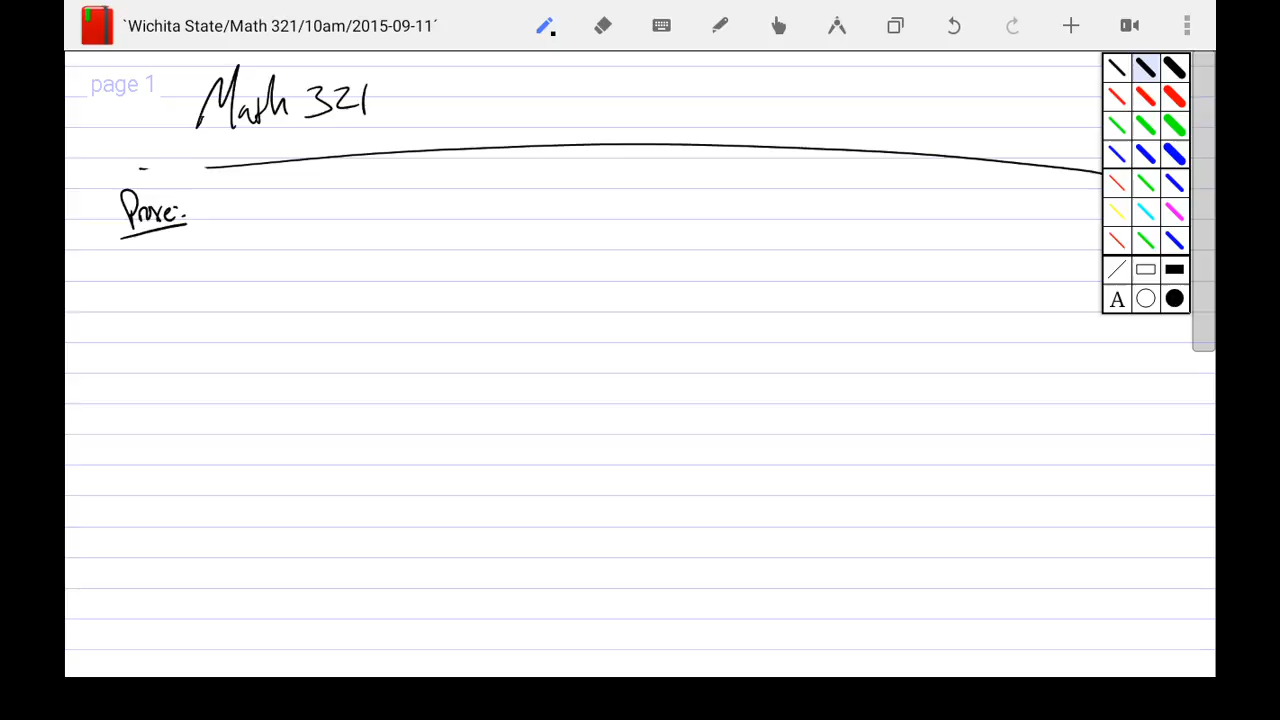 `Wichita State/Math 321/10am/2015-09-11´
page 1
Math 321
Prove:
A